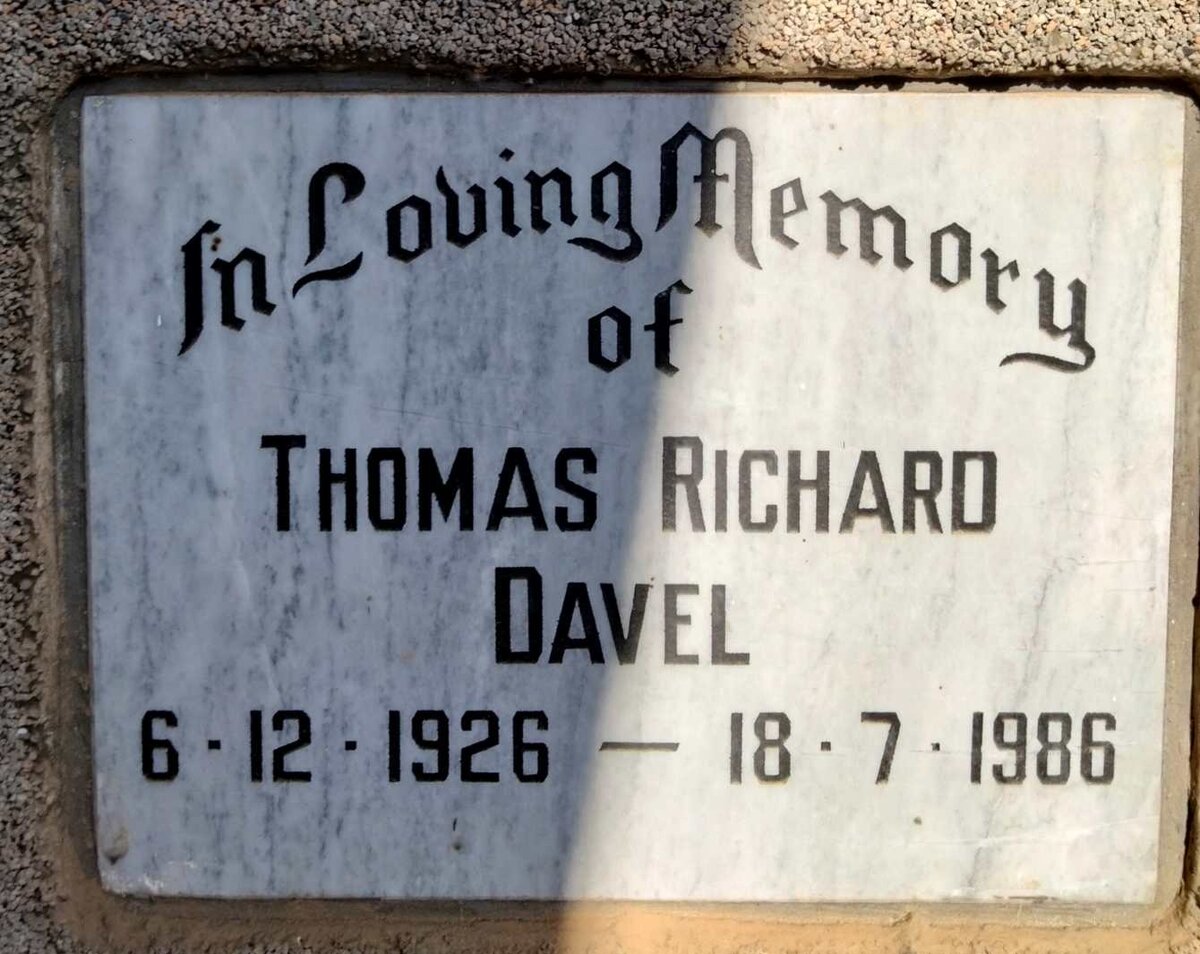 In Loving Memory
of
THOMAS RICHARD
DAVEL
6·12·1926 — 18·7·1986